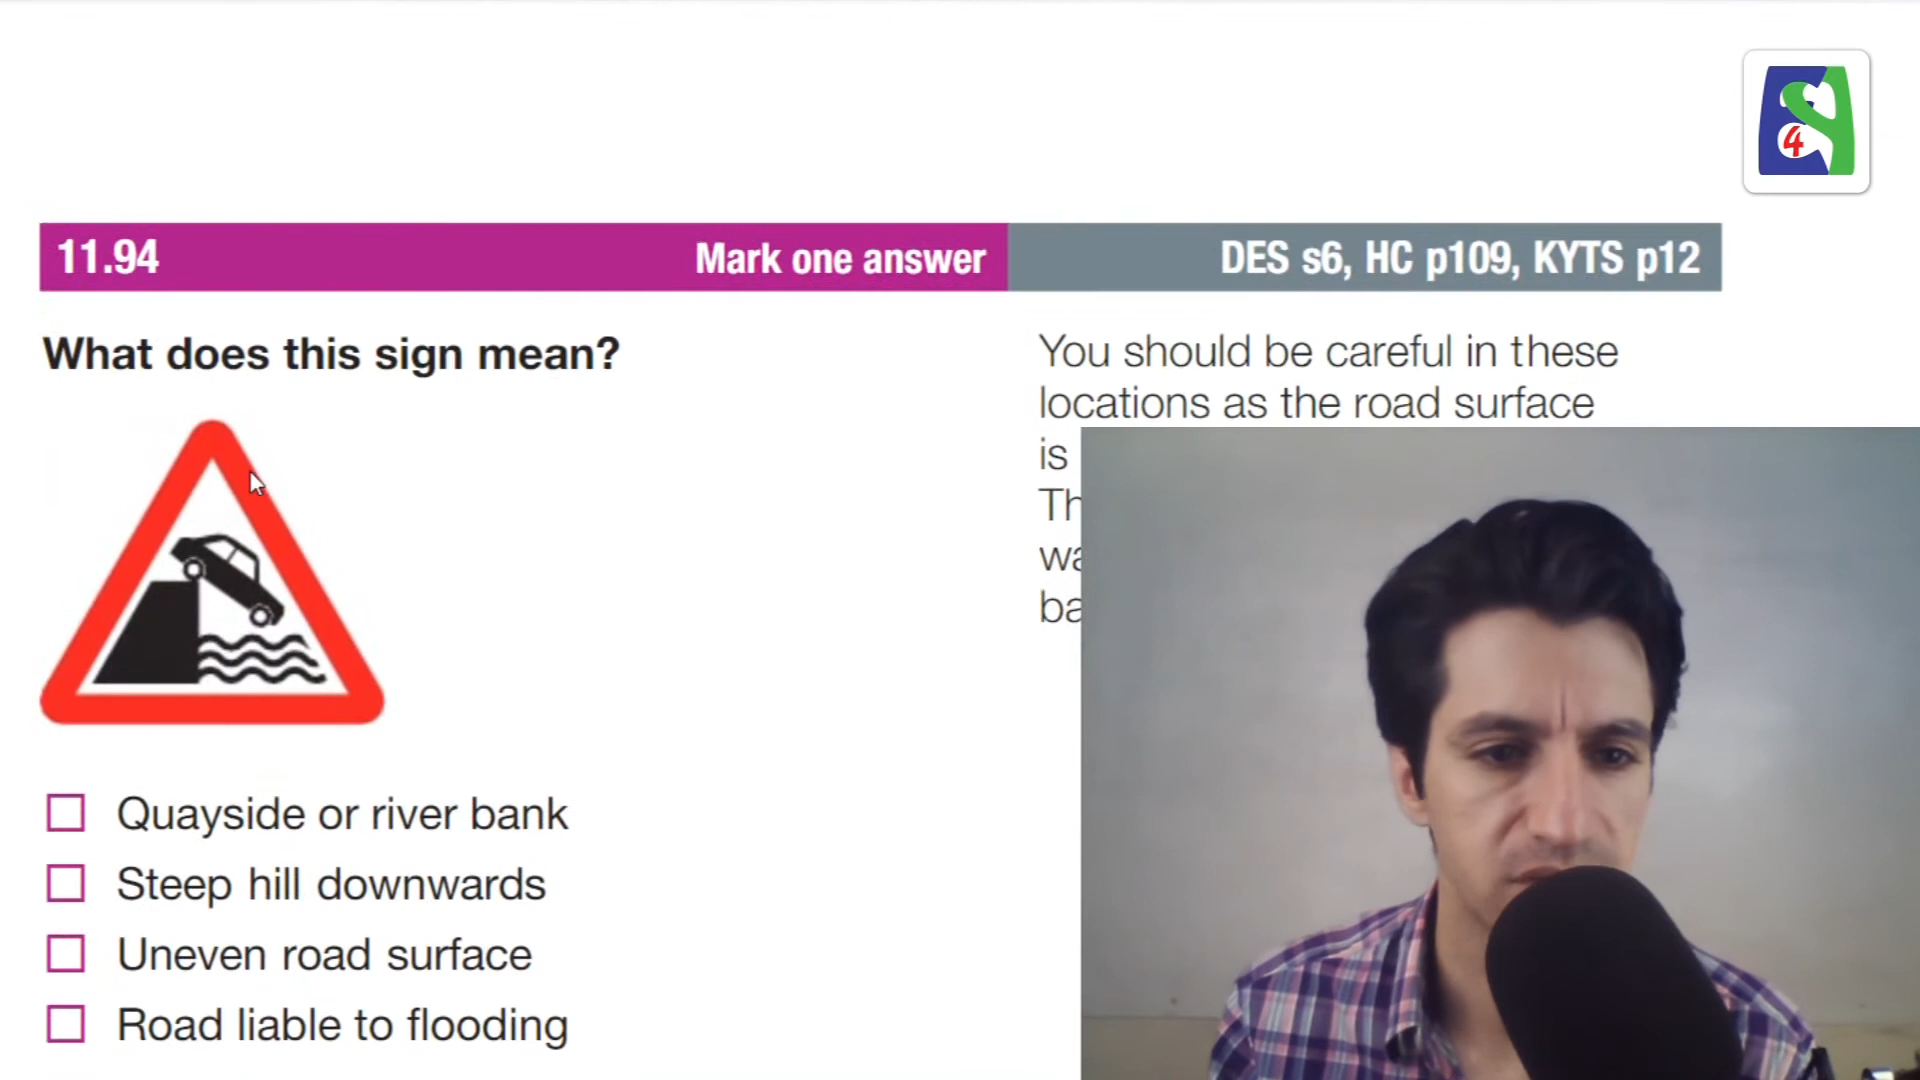 4
11.94 Mark one answer DES s6, HC p109, KYTS p12
What does this sign mean?
You should be careful in these
locations as the road surface
is
Quayside or river bank
Steep hill downwards
Uneven road surface
Road liable to flooding